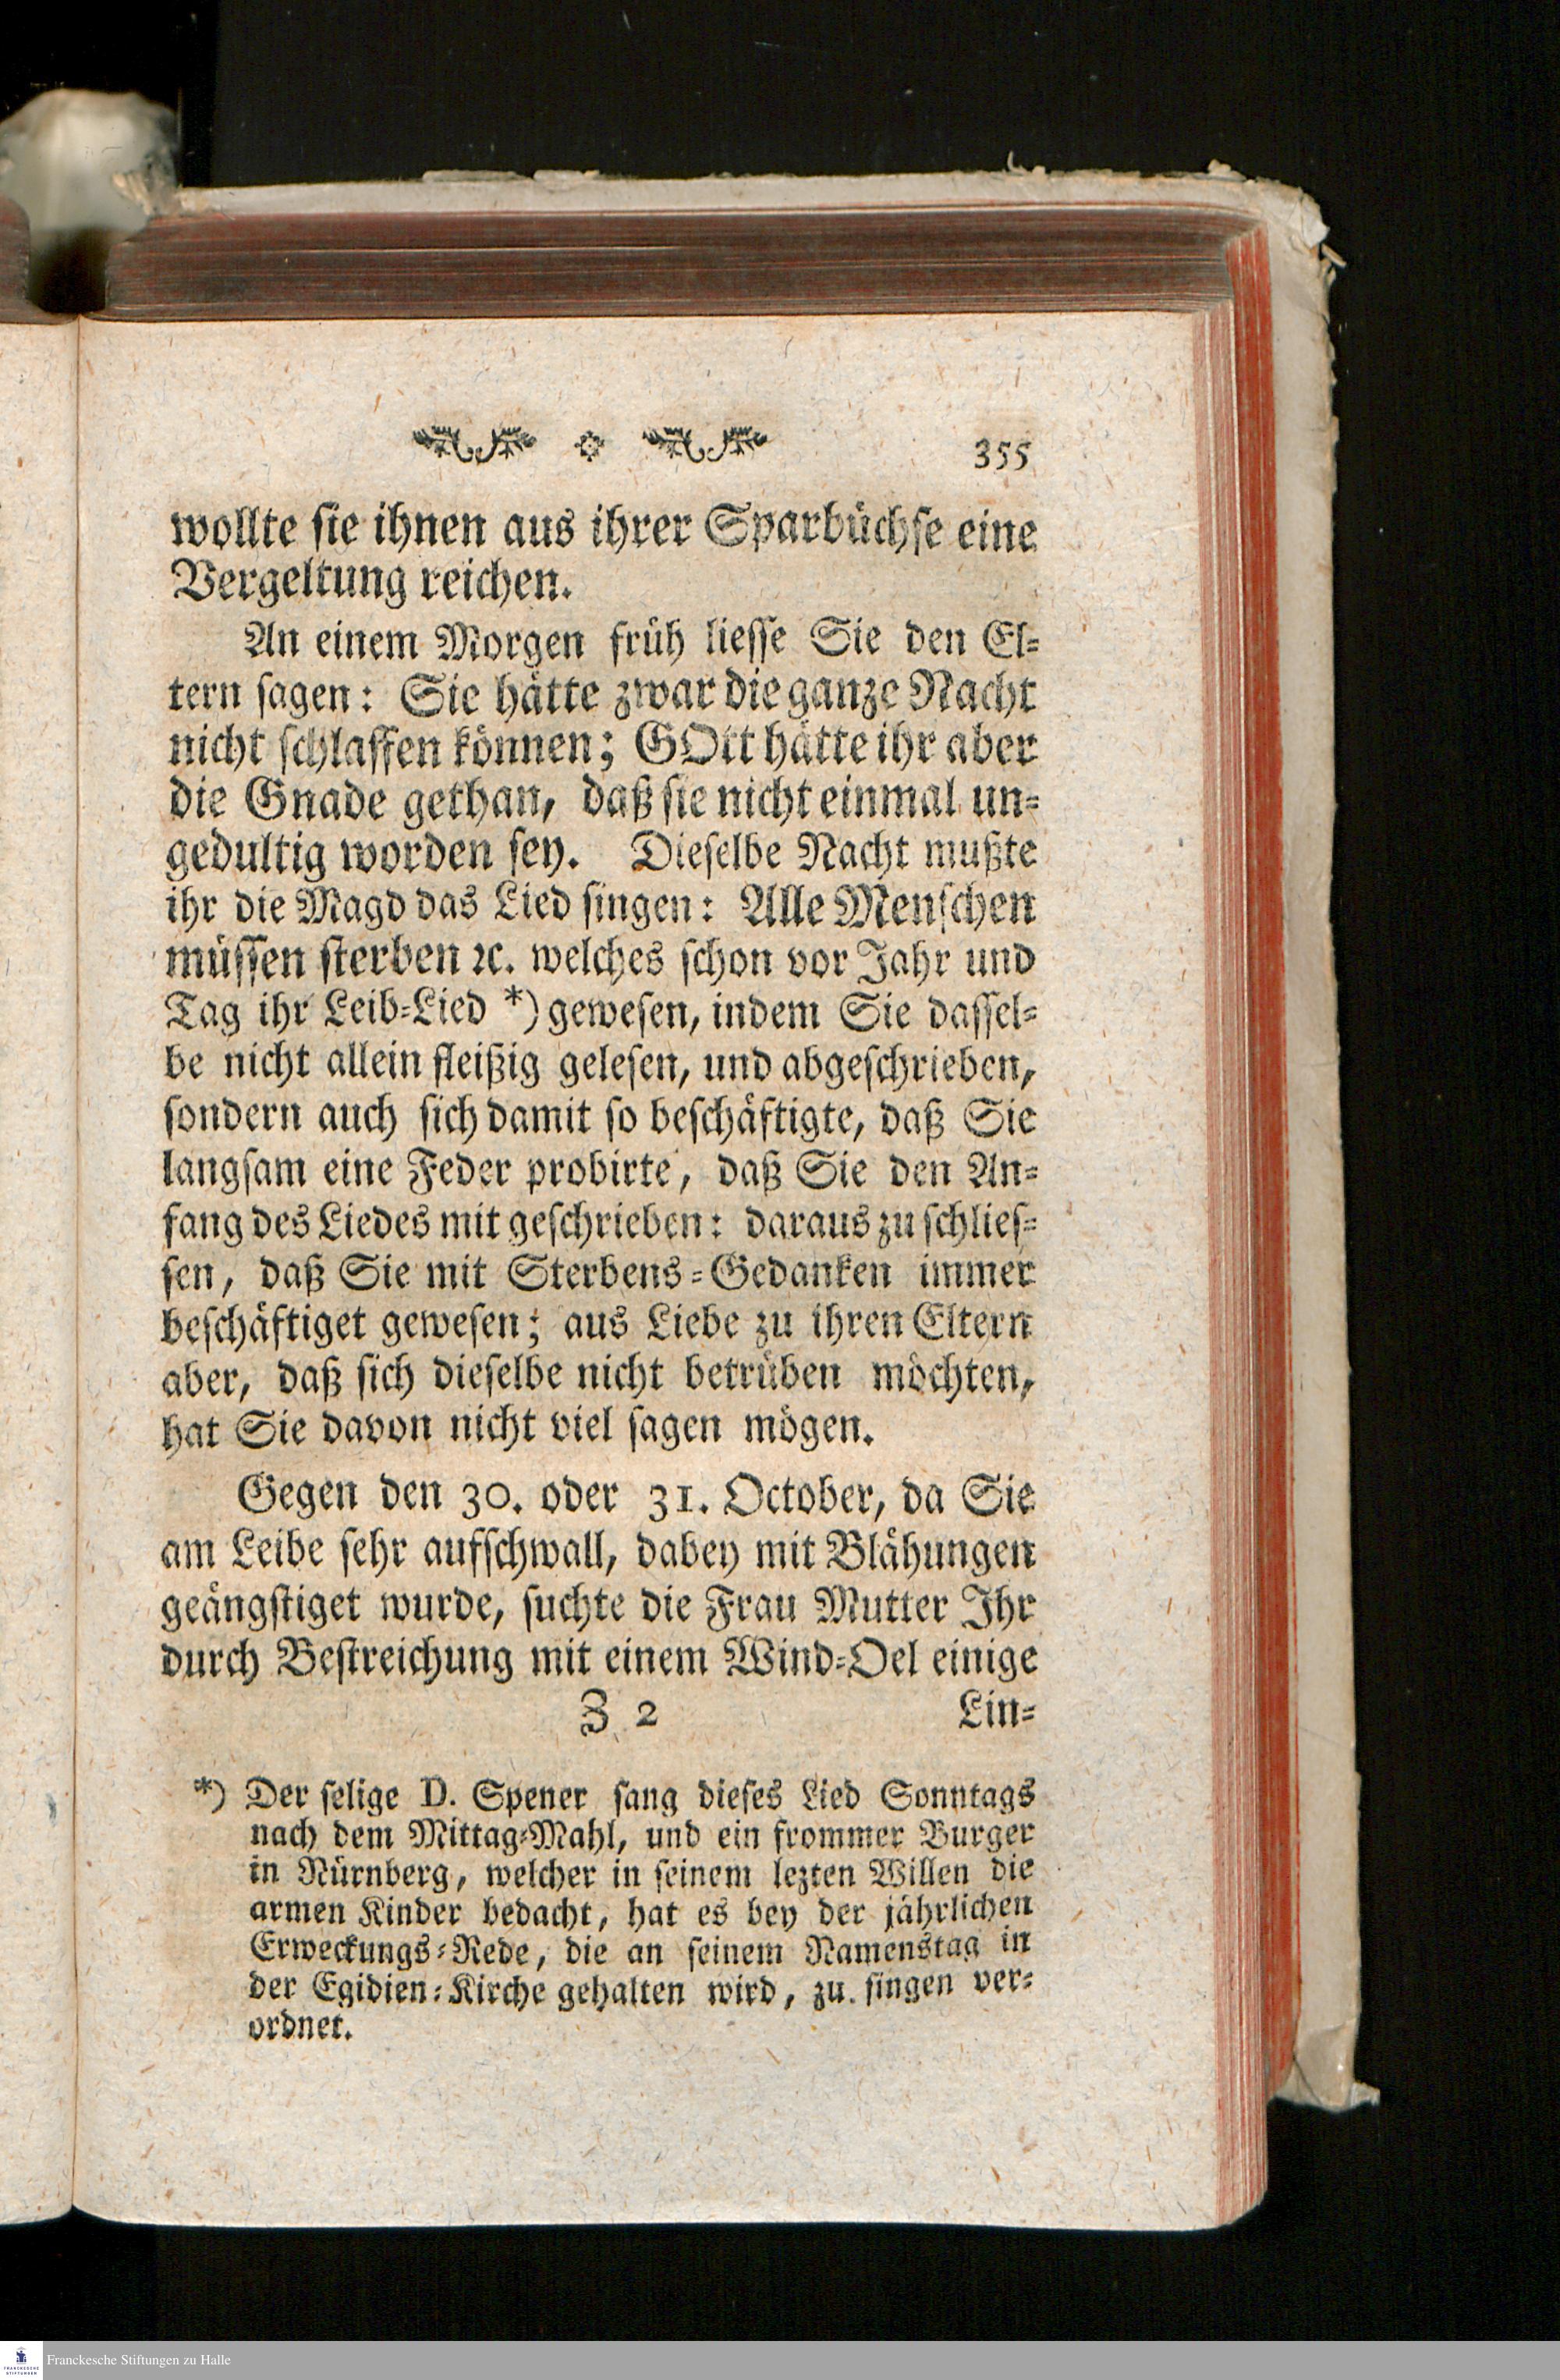 355
wollte sie ihnen aus ihrer Sparbüchse eine
Vergeltung reichen.
An einem Morgen früh liesse Sie den El-
tern sagen: Sie hätte zwar die ganze Nacht
nicht schlaffen können; GOtt hätte ihr aber
die Gnade gethan, daß sie nicht einmal un-
gedultig worden sey. Dieselbe Nacht mußte
ihr die Magd das Lied singen: Alle Menschen
müssen sterben ꝛc. welches schon vor Jahr und
Tag ihr Leib-Lied *) gewesen, indem Sie dassel-
be nicht allein fleißig gelesen, und abgeschrieben,
sondern auch sich damit so beschäftigte, daß Sie
langsam eine Feder probirte, daß Sie den An-
fang des Liedes mit geschrieben: daraus zu schlies-
sen, daß Sie mit Sterbens-Gedanken immer
beschäftiget gewesen; aus Liebe zu ihren Eltern
aber, daß sich dieselbe nicht betrüben möchten,
hat Sie davon nicht viel sagen mögen.
Gegen den 30. oder 31. October, da Sie
am Leibe sehr aufschwall, dabey mit Blähungen
geängstiget wurde, suchte die Frau Mutter Ihr
durch Bestreichung mit einem Wind-Oel einige
Z 2 Lin-
*) Der selige D. Spener sang dieses Lied Sonntags
nach dem Mittag-Mahl, und ein frommer Burger
in Nürnberg, welcher in seinem lezten Willen die
armen Kinder bedacht, hat es bey der jährlichen
Erweckungs-Rede, die an seinem Namenstag in
der Egidien-Kirche gehalten wird, zu singen ver-
ordnet.
FRANCKESCHE
STIFTUNGEN
Franckesche Stiftungen zu Halle